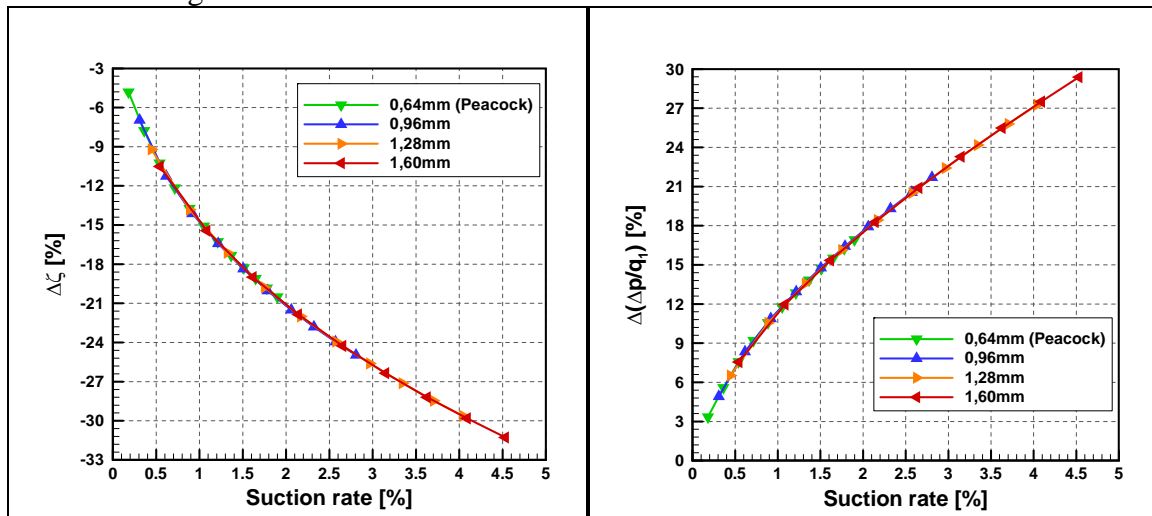 -3
-6
-9
-12
-15
-18
-21
-24
-27
-30
-33
Δζ [%]
0,64mm (Peacock)
0,96mm
1,28mm
1,60mm
0 0.5 1 1.5 2 2.5 3 3.5 4 4.5 5
Suction rate [%]
30
27
24
21
18
15
12
9
6
3
0
Δ(Δp/q₁) [%]
0,64mm (Peacock)
0,96mm
1,28mm
1,60mm
0 0.5 1 1.5 2 2.5 3 3.5 4 4.5 5
Suction rate [%]